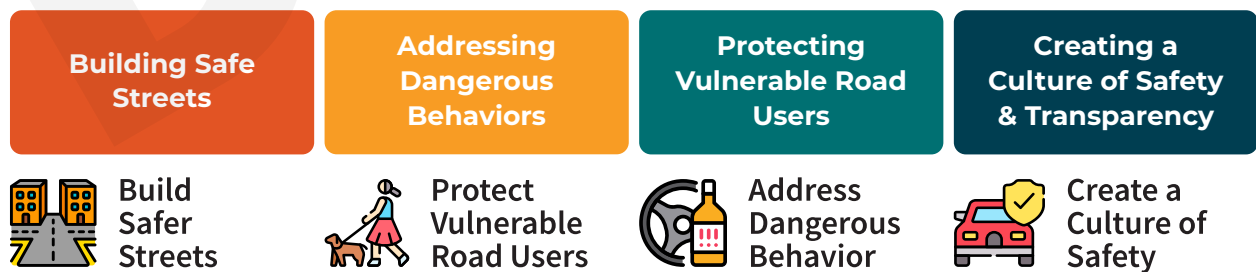 Building Safe
Streets
Addressing
Dangerous
Behaviors
Protecting
Vulnerable Road
Users
Creating a
Culture of Safety
& Transparency
Build
Safer
Streets
Protect
Vulnerable
Road Users
Address
Dangerous
Behavior
Create a
Culture of
Safety